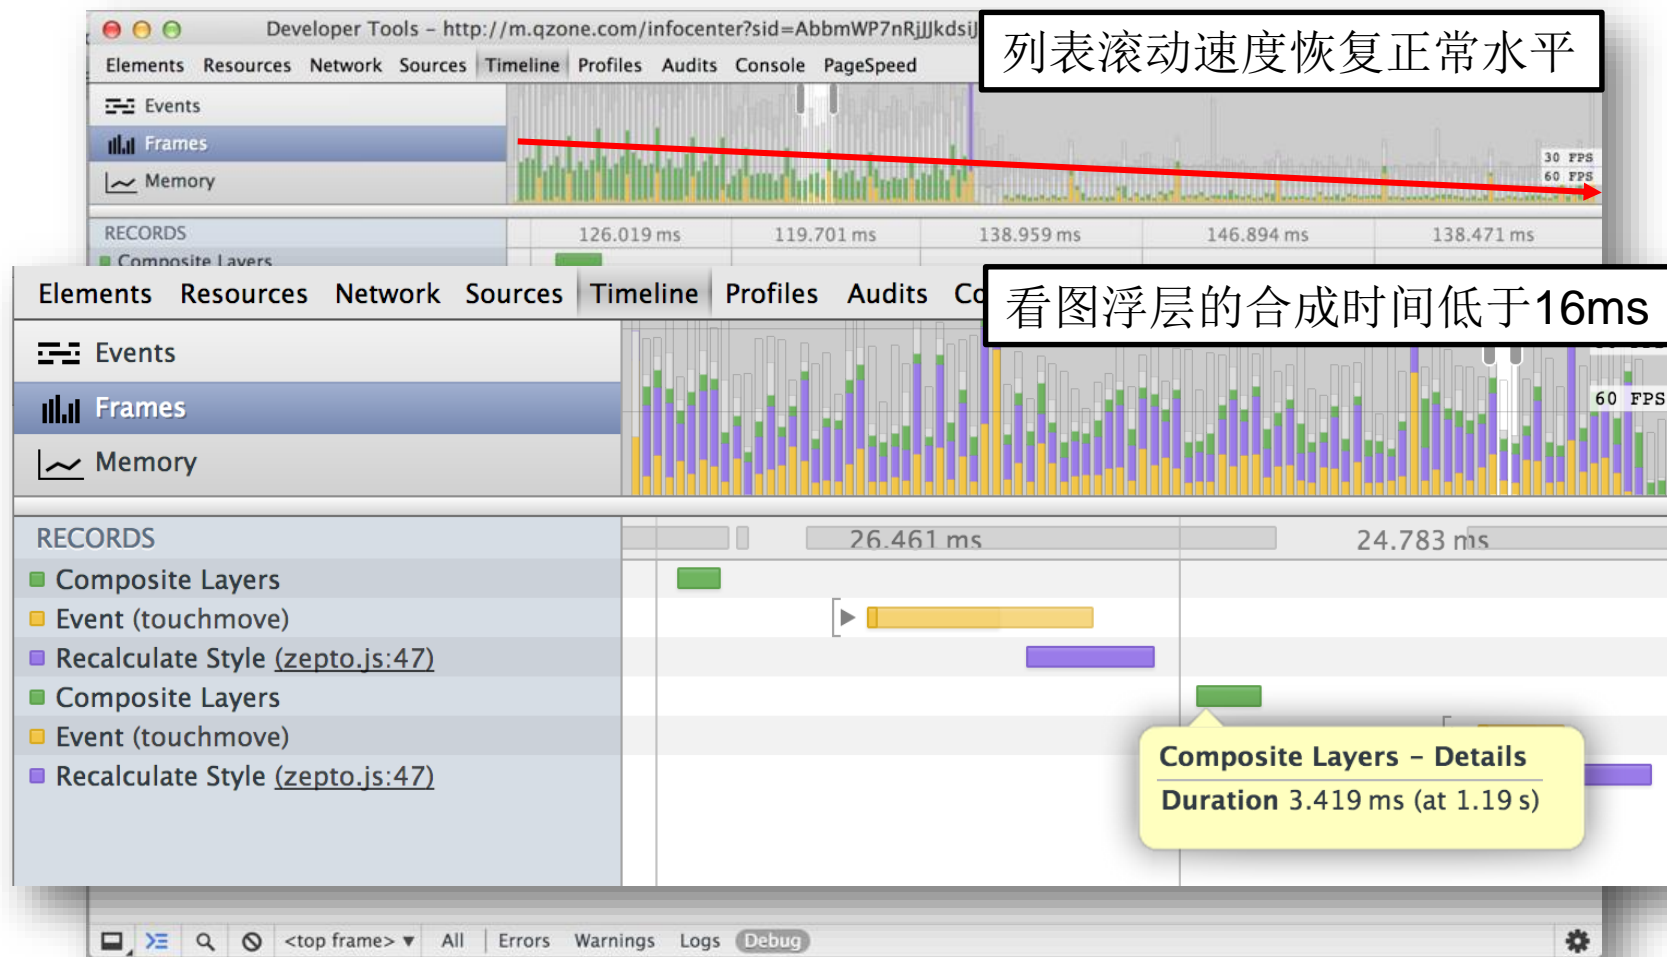 Developer Tools – http://m.qzone.com/infocenter?sid=AbbmWP7nRjJJkdsiJ
列表滚动速度恢复正常水平
Elements Resources Network Sources Timeline Profiles Audits Console PageSpeed
Events
Frames
Memory
30 FPS
60 FPS
RECORDS 126.019 ms 119.701 ms 138.959 ms 146.894 ms 138.471 ms
Composite Layers
Elements Resources Network Sources Timeline Profiles Audits Co
看图浮层的合成时间低于16ms
Events
Frames
Memory
60 FPS
RECORDS 26.461 ms 24.783 ms
Composite Layers
Event (touchmove)
Recalculate Style (zepto.js:47)
Composite Layers
Event (touchmove)
Recalculate Style (zepto.js:47)
Composite Layers – Details
Duration 3.419 ms (at 1.19 s)
<top frame> ▼ All Errors Warnings Logs Debug